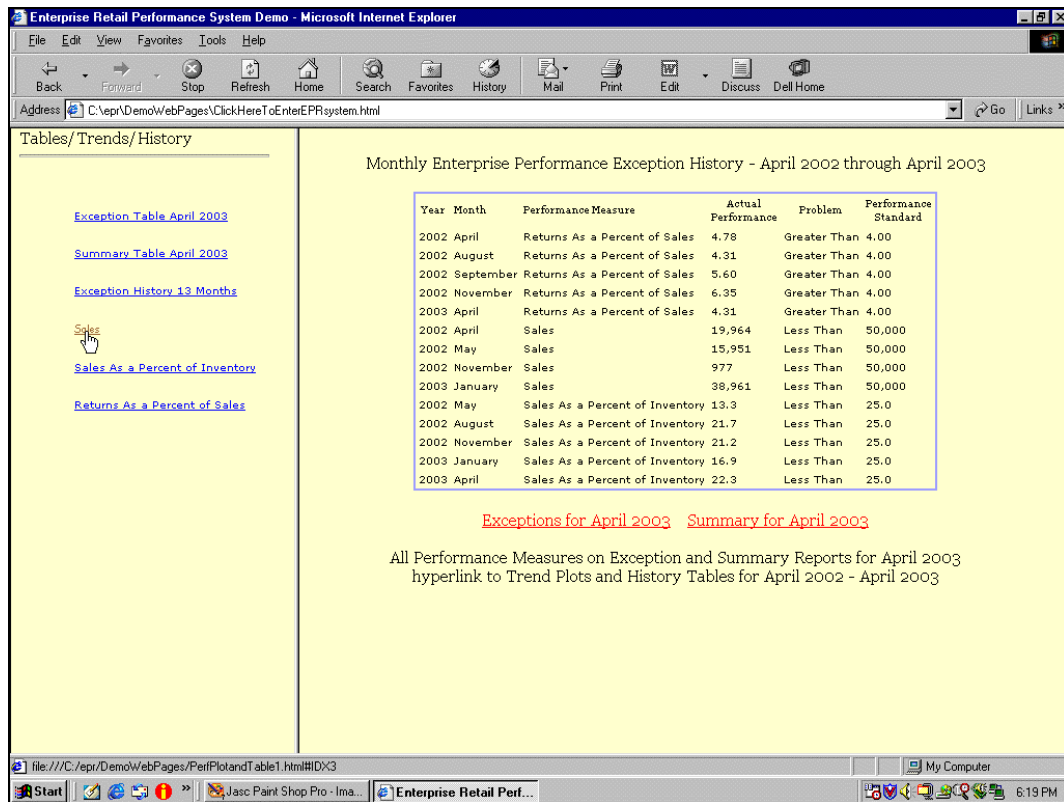 Enterprise Retail Performance System Demo - Microsoft Internet Explorer
File Edit View Favorites Tools Help
Back Forward Stop Refresh Home Search Favorites History Mail Print Edit Discuss Dell Home
Address C:\epr\DemoWebPages\ClickHereToEnterEPRsystem.html Go Links »
Tables/Trends/History
Exception Table April 2003
Summary Table April 2003
Exception History 13 Months
Sales
Sales As a Percent of Inventory
Returns As a Percent of Sales
Monthly Enterprise Performance Exception History - April 2002 through April 2003
Year Month Performance Measure Actual Performance Problem Performance Standard
2002 April Returns As a Percent of Sales 4.78 Greater Than 4.00
2002 August Returns As a Percent of Sales 4.31 Greater Than 4.00
2002 September Returns As a Percent of Sales 5.60 Greater Than 4.00
2002 November Returns As a Percent of Sales 6.35 Greater Than 4.00
2003 April Returns As a Percent of Sales 4.31 Greater Than 4.00
2002 April Sales 19,964 Less Than 50,000
2002 May Sales 15,951 Less Than 50,000
2002 November Sales 977 Less Than 50,000
2003 January Sales 38,961 Less Than 50,000
2002 May Sales As a Percent of Inventory 13.3 Less Than 25.0
2002 August Sales As a Percent of Inventory 21.7 Less Than 25.0
2002 November Sales As a Percent of Inventory 21.2 Less Than 25.0
2003 January Sales As a Percent of Inventory 16.9 Less Than 25.0
2003 April Sales As a Percent of Inventory 22.3 Less Than 25.0
Exceptions for April 2003 Summary for April 2003
All Performance Measures on Exception and Summary Reports for April 2003
hyperlink to Trend Plots and History Tables for April 2002 - April 2003
file:///C:/epr/DemoWebPages/PerfPlotandTable1.html#IDX3 My Computer
Start » Jasc Paint Shop Pro - Ima... Enterprise Retail Perf... 6:19 PM